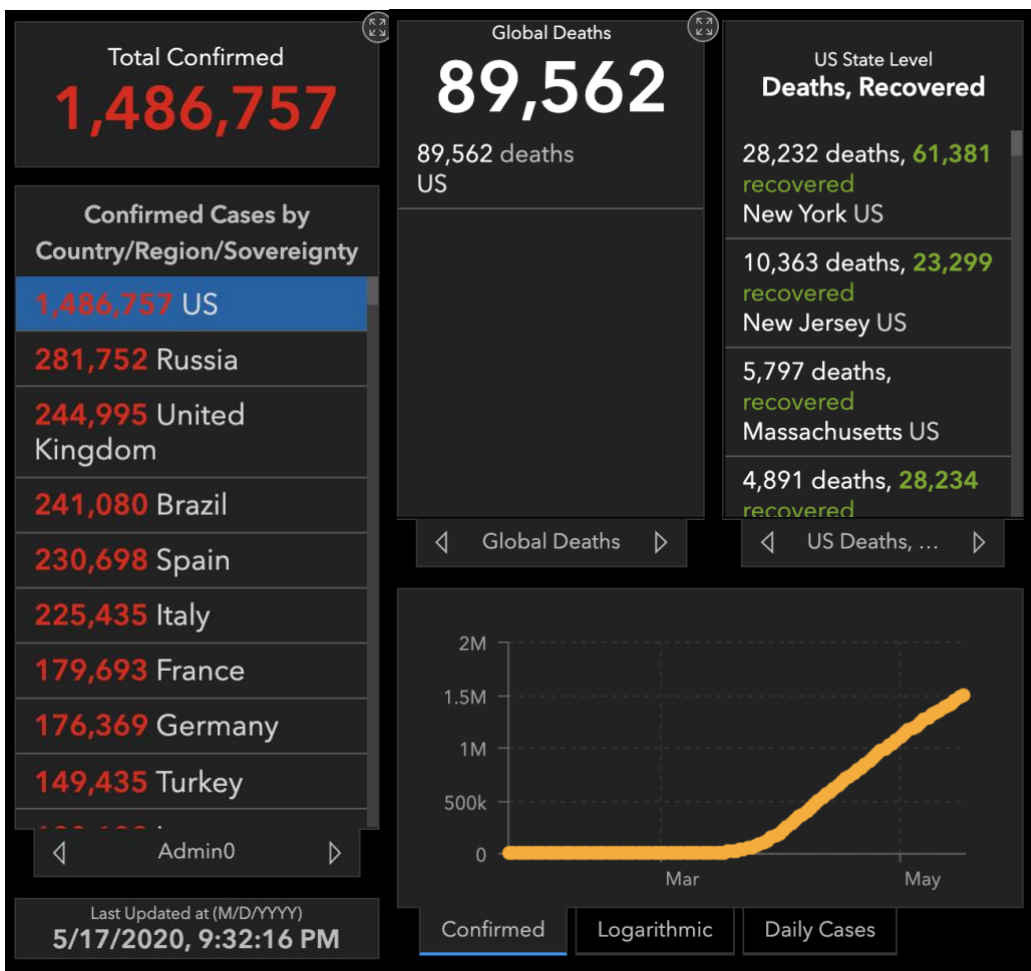 Total Confirmed
1,486,757
Confirmed Cases by
Country/Region/Sovereignty
1,486,757 US
281,752 Russia
244,995 United
Kingdom
241,080 Brazil
230,698 Spain
225,435 Italy
179,693 France
176,369 Germany
149,435 Turkey
Admin0
Last Updated at (M/D/YYYY)
5/17/2020, 9:32:16 PM
Global Deaths
89,562
89,562 deaths
US
Global Deaths
US State Level
Deaths, Recovered
28,232 deaths, 61,381
recovered
New York US
10,363 deaths, 23,299
recovered
New Jersey US
5,797 deaths,
recovered
Massachusetts US
4,891 deaths, 28,234
recovered
US Deaths, ...
2M
1.5M
1M
500k
0
Mar
May
Confirmed
Logarithmic
Daily Cases